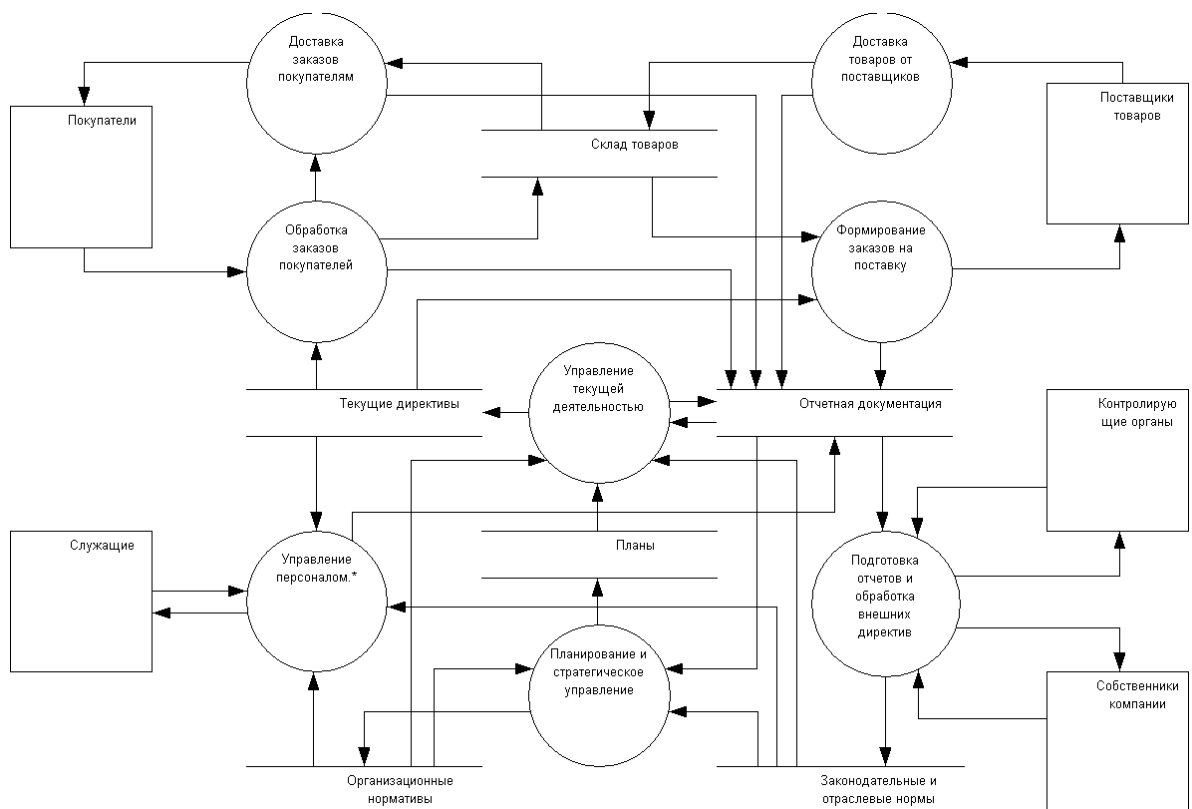 Доставка
заказов
покупателям
Доставка
товаров от
поставщиков
Покупатели
Склад товаров
Поставщики
товаров
Обработка
заказов
покупателей
Формирование
заказов на
поставку
Управление
текущей
деятельностью
Текущие директивы
Отчетная документация
Контролирую
щие органы
Служащие
Управление
персоналом.*
Планы
Подготовка
отчетов и
обработка
внешних
директив
Планирование и
стратегическое
управление
Собственники
компании
Организационные
нормативы
Законодательные и
отраслевые нормы